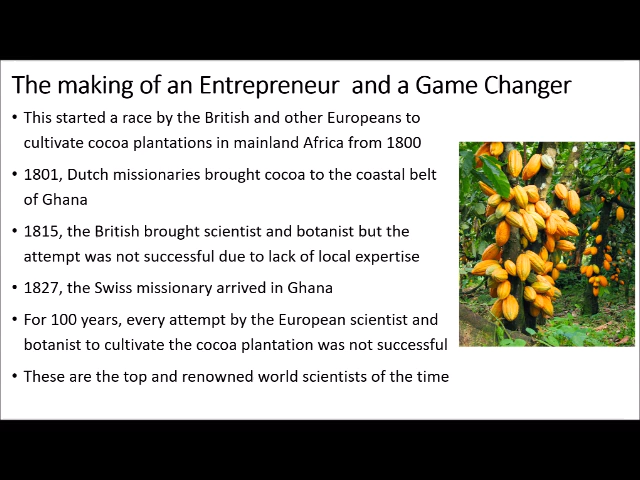 The making of an Entrepreneur  and a Game Changer
• This started a race by the British and other Europeans to
cultivate cocoa plantations in mainland Africa from 1800
• 1801, Dutch missionaries brought cocoa to the coastal belt
of Ghana
• 1815, the British brought scientist and botanist but the
attempt was not successful due to lack of local expertise
• 1827, the Swiss missionary arrived in Ghana
• For 100 years, every attempt by the European scientist and
botanist to cultivate the cocoa plantation was not successful
• These are the top and renowned world scientists of the time